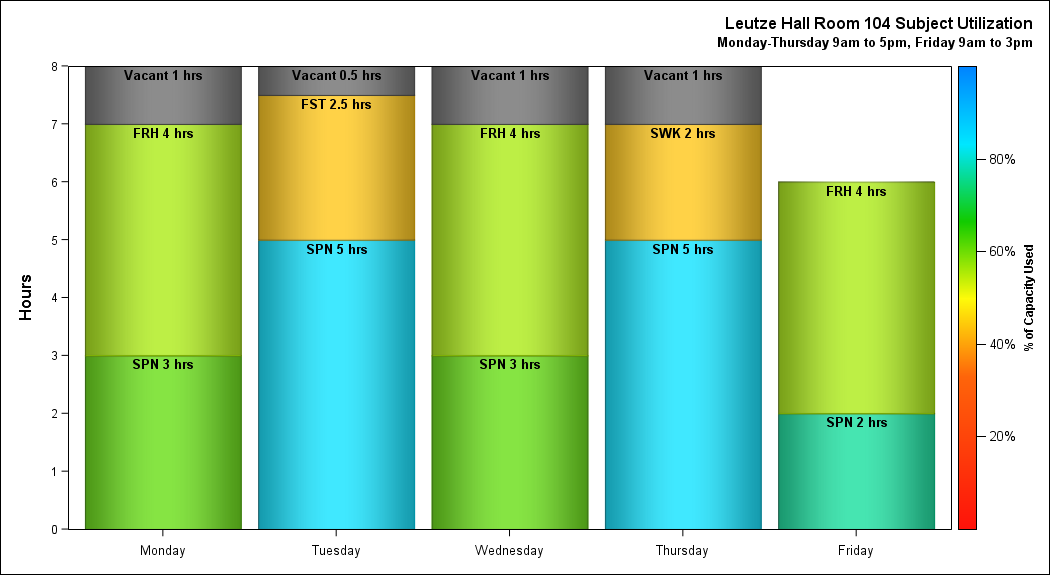 Leutze Hall Room 104 Subject Utilization
Monday-Thursday 9am to 5pm, Friday 9am to 3pm
Hours
8
7
6
5
4
3
2
1
0
Vacant 1 hrs
FRH 4 hrs
SPN 3 hrs
Vacant 0.5 hrs
FST 2.5 hrs
SPN 5 hrs
Vacant 1 hrs
FRH 4 hrs
SPN 3 hrs
Vacant 1 hrs
SWK 2 hrs
SPN 5 hrs
FRH 4 hrs
SPN 2 hrs
Monday
Tuesday
Wednesday
Thursday
Friday
80%
60%
40%
20%
% of Capacity Used